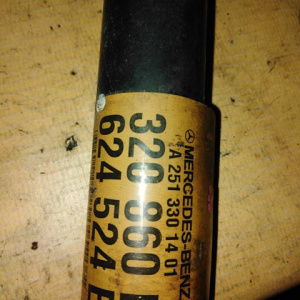 MERCEDES-BENZ
A 251 330 14 01
320 860
624 524 E